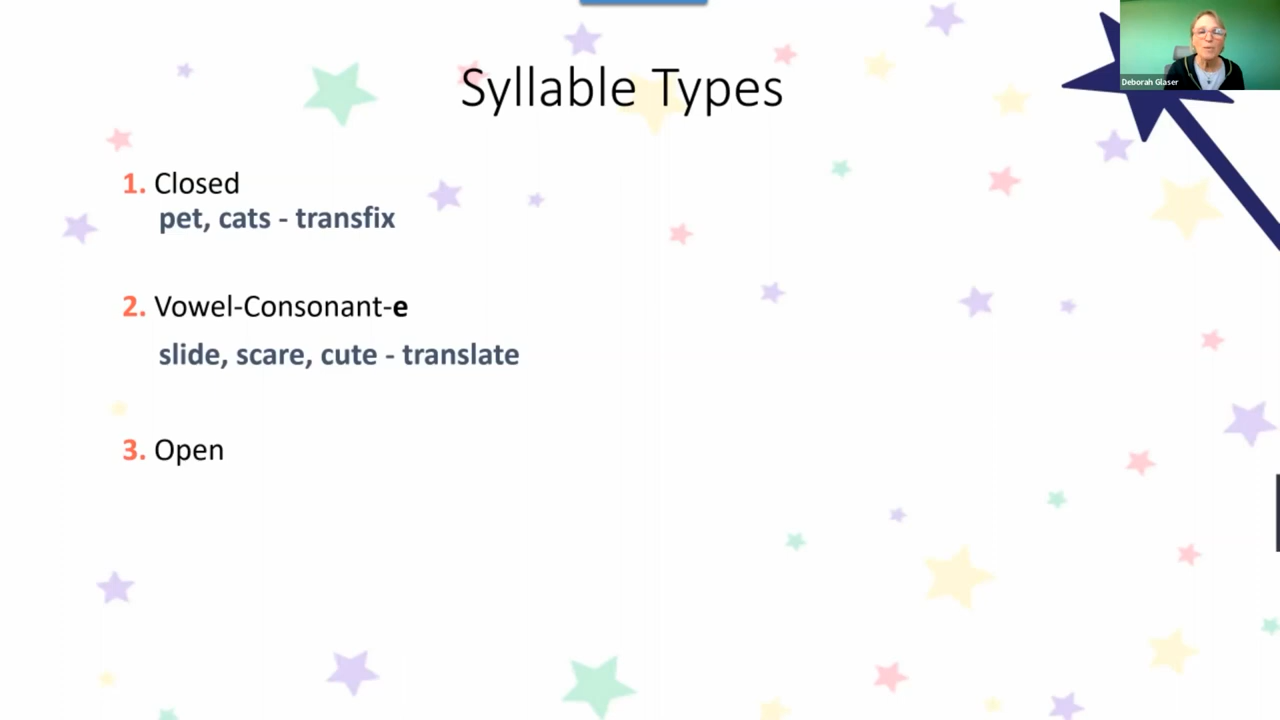 Deborah Glaser
Syllable Types
1. Closed
pet, cats - transfix
2. Vowel-Consonant-e
slide, scare, cute - translate
3. Open